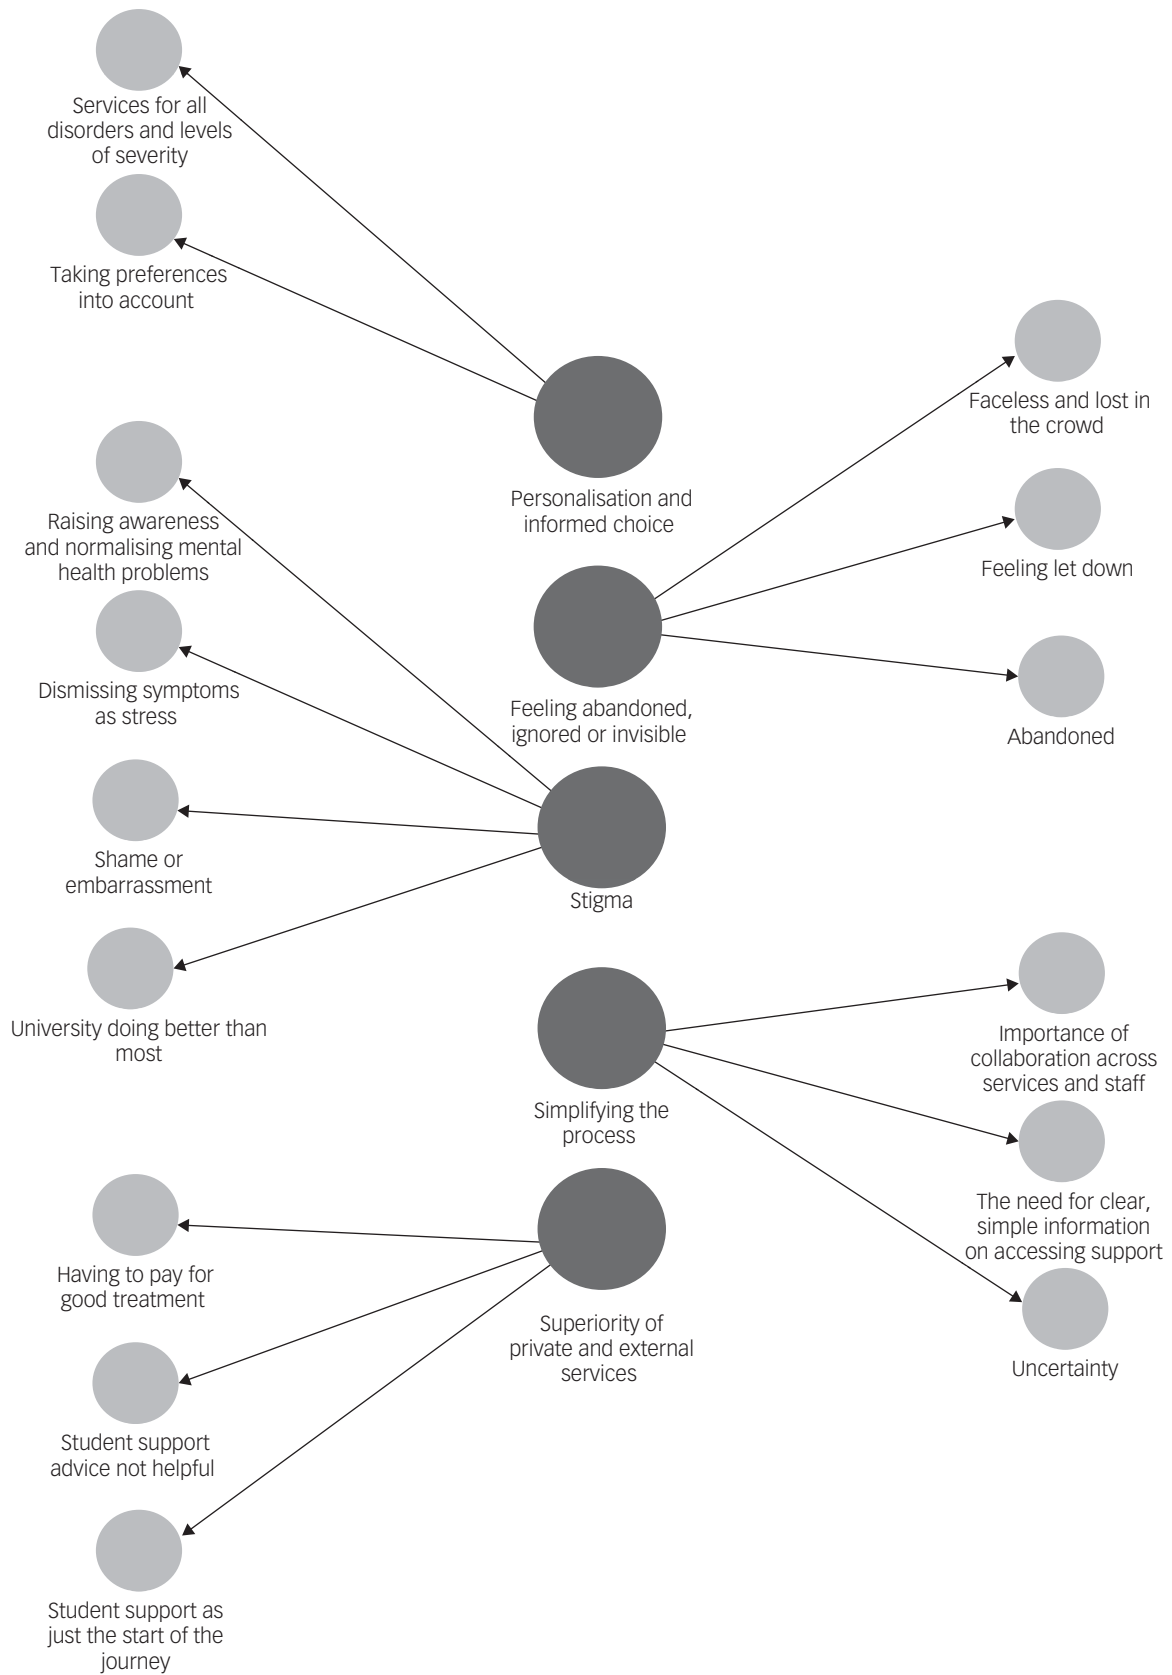 Services for all
disorders and levels
of severity
Taking preferences
into account
Personalisation and
informed choice
Faceless and lost in
the crowd
Feeling let down
Abandoned
Feeling abandoned,
ignored or invisible
Raising awareness
and normalising mental
health problems
Dismissing symptoms
as stress
Shame or
embarrassment
University doing better than
most
Stigma
Simplifying the
process
Importance of
collaboration across
services and staff
The need for clear,
simple information
on accessing support
Uncertainty
Superiority of
private and external
services
Having to pay for
good treatment
Student support
advice not helpful
Student support as
just the start of the
journey